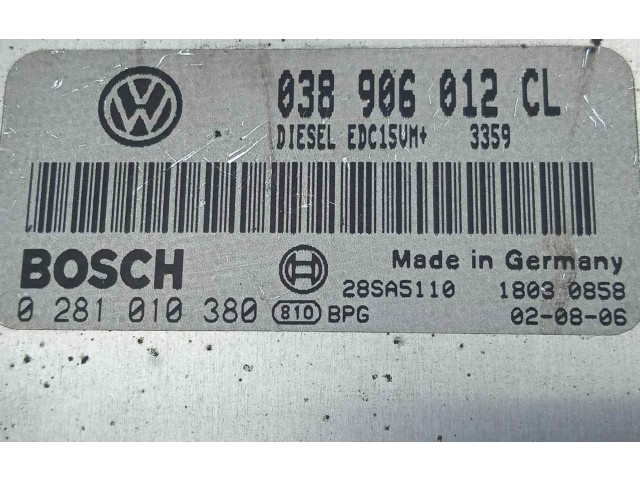 038 906 012 CL
DIESEL EDC15VM+ 3359
BOSCH
Made in Germany
28SA5110 1803 0858
0 281 010 380 810 BPG 02-08-06